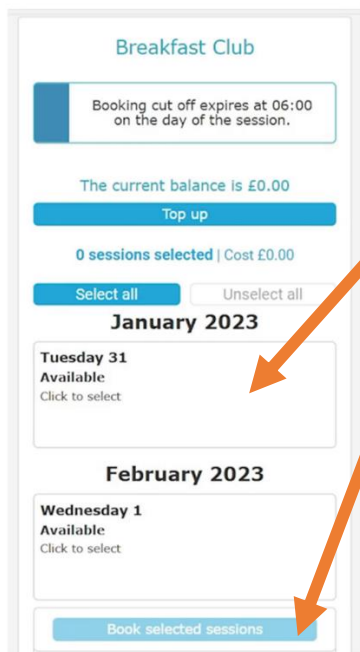 Breakfast Club
Booking cut off expires at 06:00
on the day of the session.
The current balance is £0.00
Top up
0 sessions selected | Cost £0.00
Select all Unselect all
January 2023
Tuesday 31
Available
Click to select
February 2023
Wednesday 1
Available
Click to select
Book selected sessions